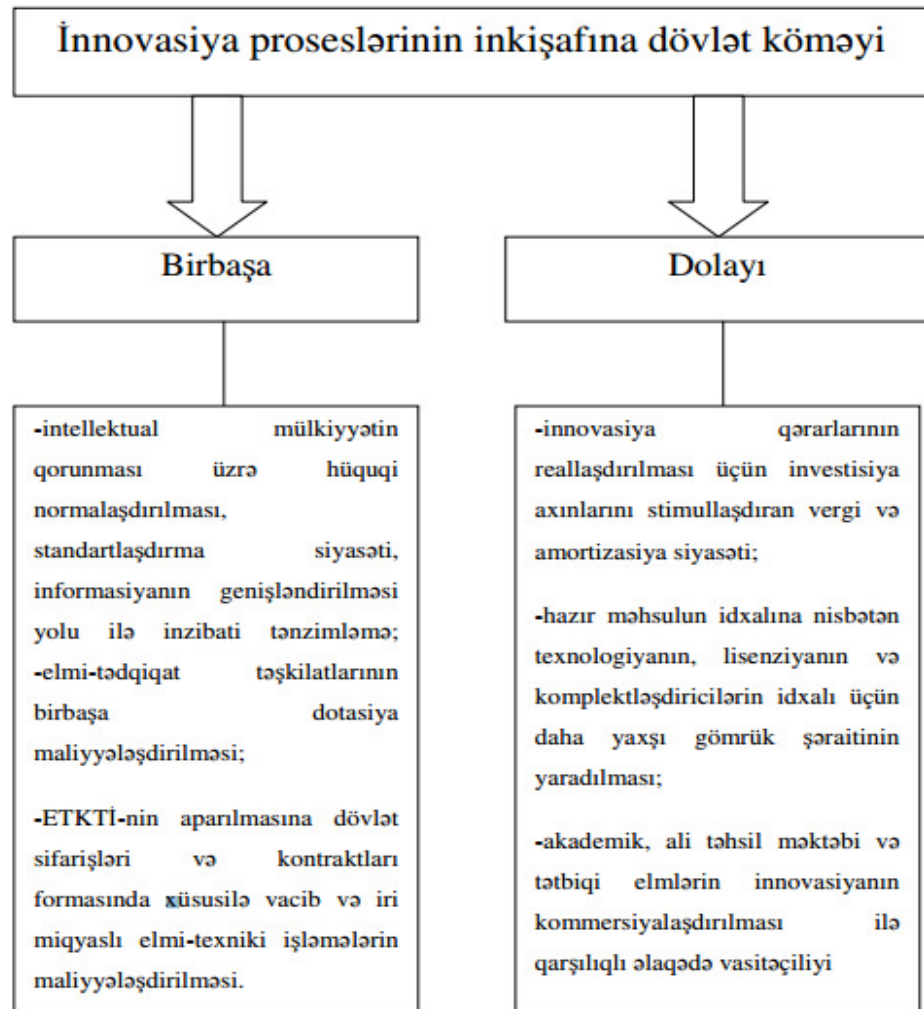 İnnovasiya proseslərinin inkişafına dövlət köməyi
Birbaşa
Dolayı
-intellektual mülkiyyətin
qorunması üzrə hüquqi
normalaşdırılması,
standartlaşdırma siyasəti,
informasiyanın genişləndirilməsi
yolu ilə inzibati tənzimləmə;
-elmi-tədqiqat təşkilatlarının
birbaşa dotasiya
maliyyələşdirilməsi;
-ETKTİ-nin aparılmasına dövlət
sifarişləri və kontraktları
formasında xüsusilə vacib və iri
miqyaslı elmi-texniki işləmələrin
maliyyələşdirilməsi.
-innovasiya qərarlarının
reallaşdırılması üçün investisiya
axınlarını stimullaşdıran vergi və
amortizasiya siyasəti;
-hazır məhsulun idxalına nisbətən
texnologiyanın, lisenziyanın və
komplektləşdiricilərin idxalı üçün
daha yaxşı gömrük şəraitinin
yaradılması;
-akademik, ali təhsil məktəbi və
tətbiqi elmlərin innovasiyanın
kommersiyalaşdırılması ilə
qarşılıqlı əlaqədə vasitəçiliyi